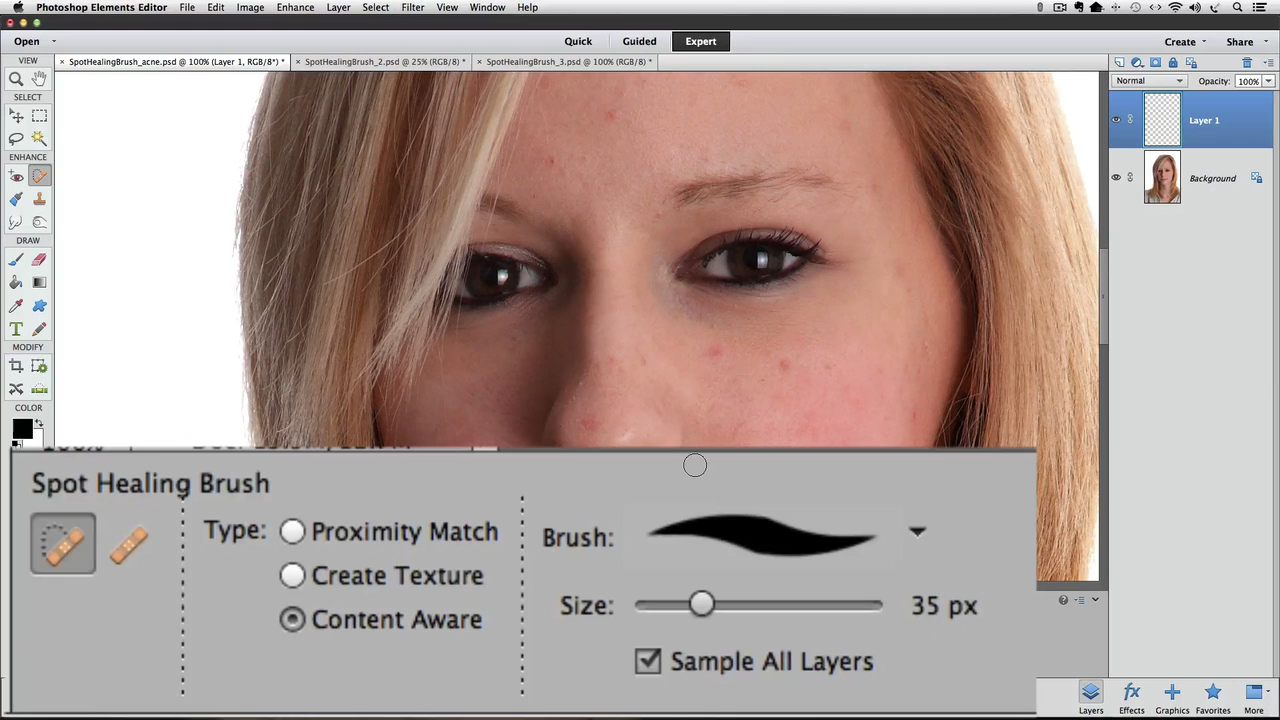 Photoshop Elements Editor File Edit Image Enhance Layer Select Filter View Window Help
Open Quick Guided Expert Create Share
VIEW × SpotHealingBrush_acne.psd @ 100% (Layer 1, RGB/8*) * × SpotHealingBrush_2.psd @ 25% (RGB/8) * × SpotHealingBrush_3.psd @ 100% (RGB/8) *
Normal Opacity: 100%
SELECT
Layer 1
ENHANCE
Background
DRAW
T
MODIFY
COLOR
100%
Spot Healing Brush
Type: Proximity Match
Create Texture
Content Aware
Brush:
Size: 35 px
Sample All Layers
fx
Layers Effects Graphics Favorites More